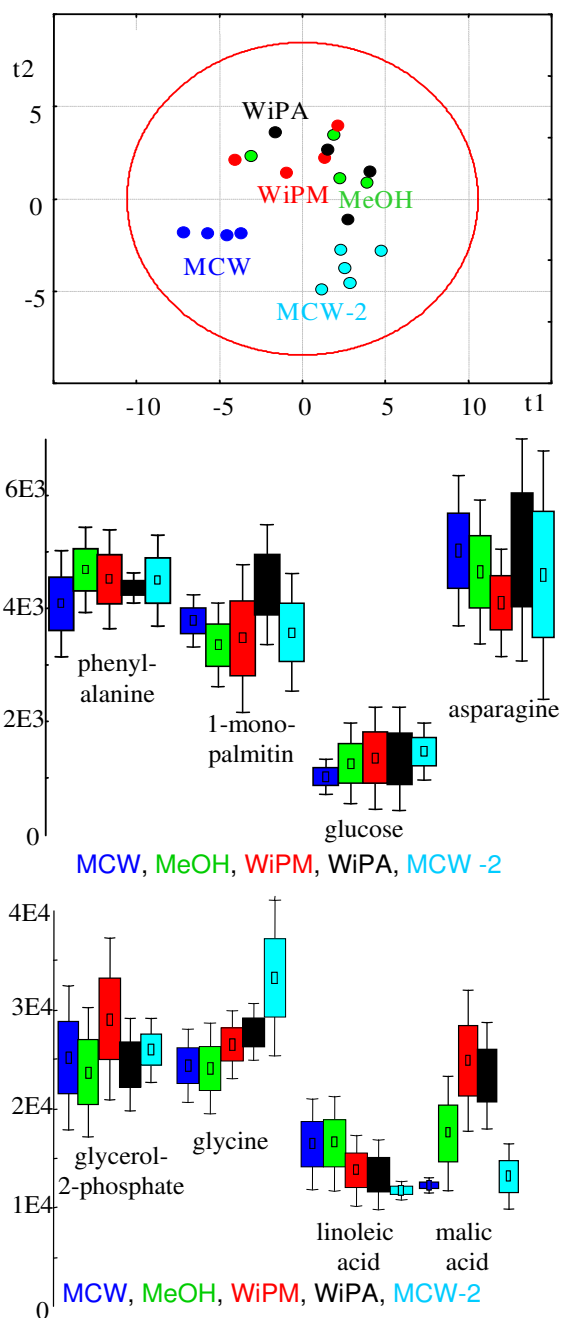 t2
5
0
-5
WiPA
WiPM
MeOH
MCW
MCW-2
-10 -5 0 5 10 t1
6E3
4E3
2E3
0
phenyl-
alanine
1-mono-
palmitin
glucose
asparagine
MCW, MeOH, WiPM, WiPA, MCW -2
4E4
3E4
2E4
1E4
0
glycerol-
2-phosphate
glycine
linoleic
acid
malic
acid
MCW, MeOH, WiPM, WiPA, MCW-2